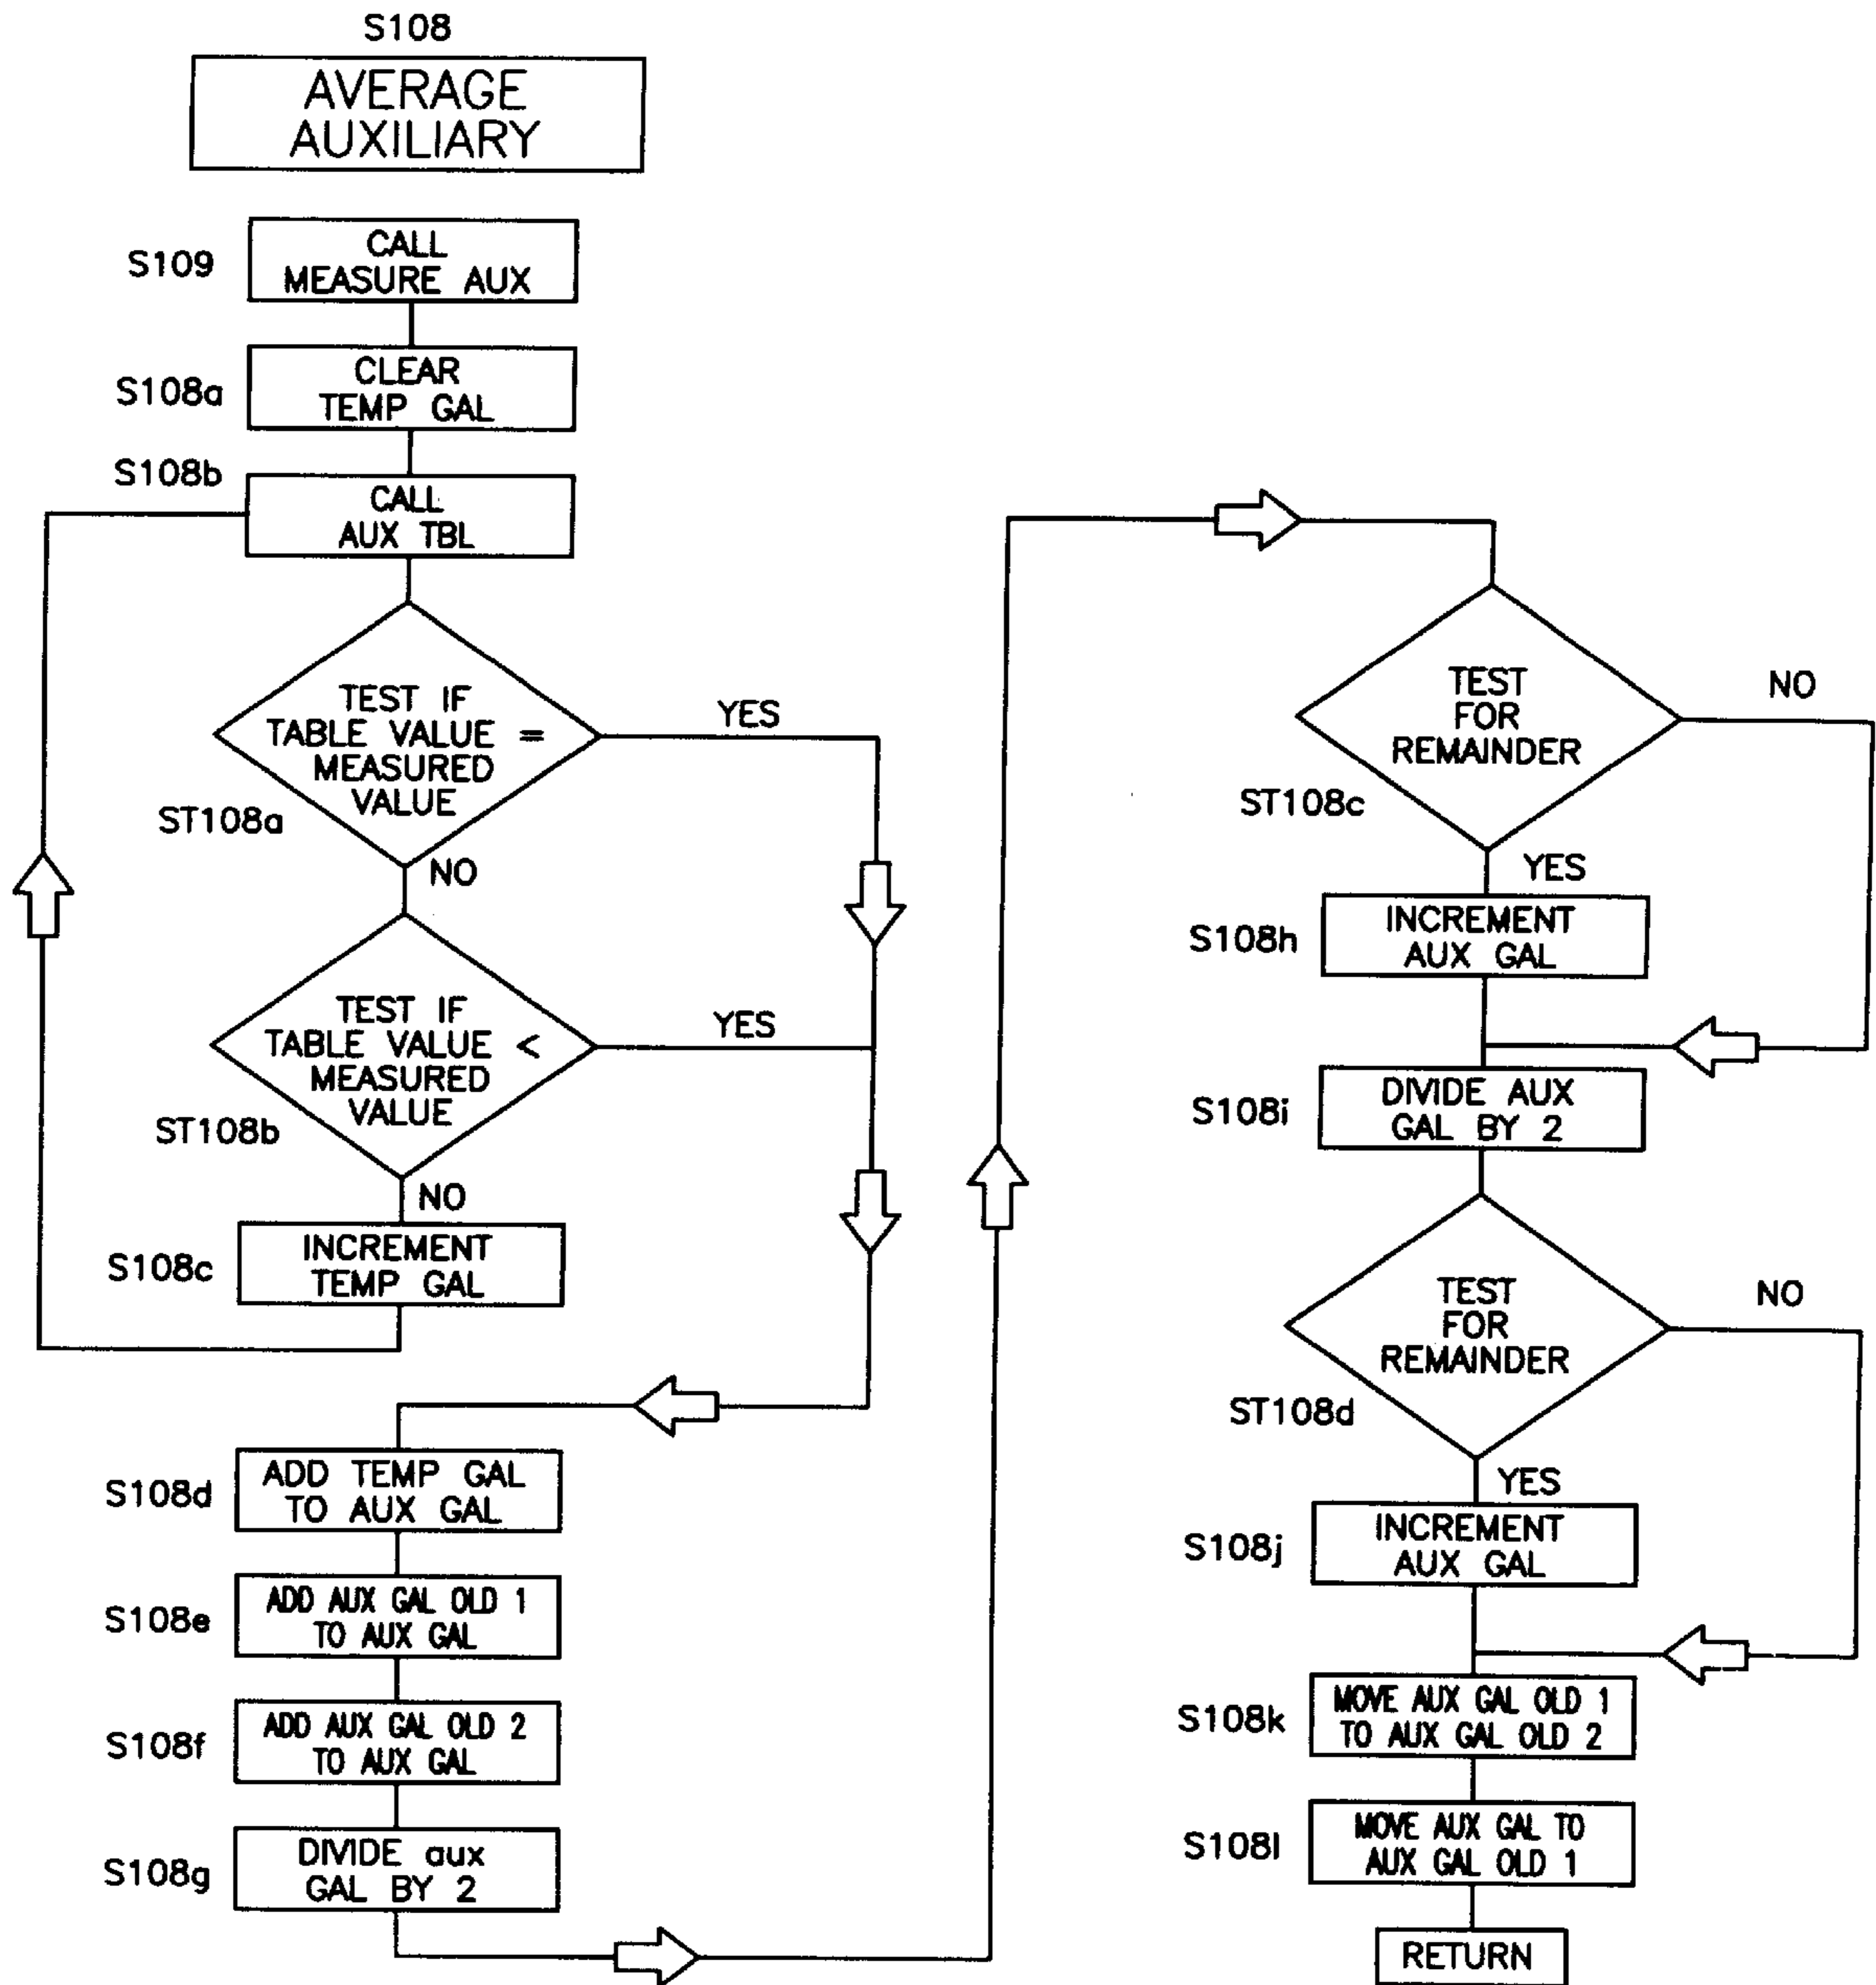 S108
AVERAGE
AUXILIARY
S109
CALL
MEASURE AUX
S108a
CLEAR
TEMP GAL
S108b
CALL
AUX TBL
TEST IF
TABLE VALUE =
MEASURED
VALUE
YES
ST108a
NO
TEST IF
TABLE VALUE <
MEASURED
VALUE
YES
ST108b
NO
S108c
INCREMENT
TEMP GAL
S108d
ADD TEMP GAL
TO AUX GAL
S108e
ADD AUX GAL OLD 1
TO AUX GAL
S108f
ADD AUX GAL OLD 2
TO AUX GAL
S108g
DIVIDE aux
GAL BY 2
TEST
FOR
REMAINDER
NO
ST108c
YES
S108h
INCREMENT
AUX GAL
S108i
DIVIDE AUX
GAL BY 2
TEST
FOR
REMAINDER
NO
ST108d
YES
S108j
INCREMENT
AUX GAL
S108k
MOVE AUX GAL OLD 1
TO AUX GAL OLD 2
S108l
MOVE AUX GAL TO
AUX GAL OLD 1
RETURN